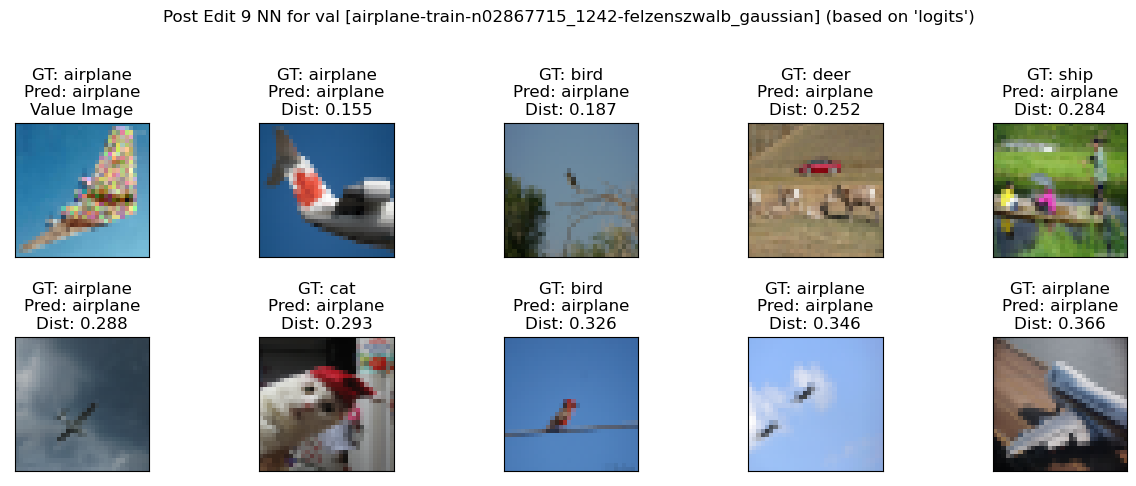 Post Edit 9 NN for val [airplane-train-n02867715_1242-felzenszwalb_gaussian] (based on 'logits')
GT: airplane
Pred: airplane
Value Image
GT: airplane
Pred: airplane
Dist: 0.155
GT: bird
Pred: airplane
Dist: 0.187
GT: deer
Pred: airplane
Dist: 0.252
GT: ship
Pred: airplane
Dist: 0.284
GT: airplane
Pred: airplane
Dist: 0.288
GT: cat
Pred: airplane
Dist: 0.293
GT: bird
Pred: airplane
Dist: 0.326
GT: airplane
Pred: airplane
Dist: 0.346
GT: airplane
Pred: airplane
Dist: 0.366